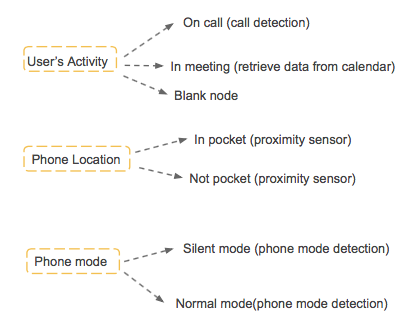 On call (call detection)
User's Activity
In meeting (retrieve data from calendar)
Blank node
In pocket (proximity sensor)
Phone Location
Not pocket (proximity sensor)
Silent mode (phone mode detection)
Phone mode
Normal mode(phone mode detection)